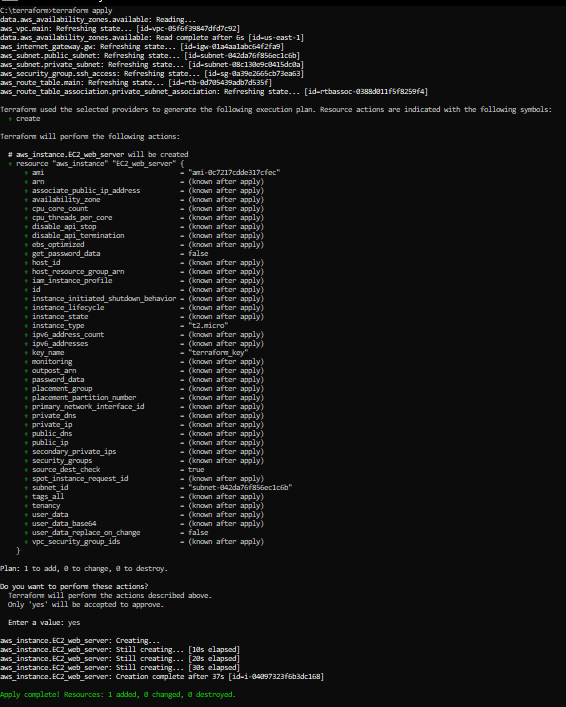 C:\terraform>terraform apply
data.aws_availability_zones.available: Reading...
aws_vpc.main: Refreshing state... [id=vpc-05f6f39847dfd7c92]
data.aws_availability_zones.available: Read complete after 6s [id=us-east-1]
aws_internet_gateway.gw: Refreshing state... [id=igw-01a4aa1abc64f2fa9]
aws_subnet.public_subnet: Refreshing state... [id=subnet-042da76f856ec1c6b]
aws_subnet.private_subnet: Refreshing state... [id=subnet-08c130e9c0415dc0a]
aws_security_group.ssh_access: Refreshing state... [id=sg-0a39e2665cb73ea63]
aws_route_table.main: Refreshing state... [id=rtb-0d705439adb7d535f]
aws_route_table_association.private_subnet_association: Refreshing state... [id=rtbassoc-0388d011f5f8259f4]
Terraform used the selected providers to generate the following execution plan. Resource actions are indicated with the following symbols:
+ create
Terraform will perform the following actions:
# aws_instance.EC2_web_server will be created
+ resource "aws_instance" "EC2_web_server" {
+ ami = "ami-0c7217cdde317cfec"
+ arn = (known after apply)
+ associate_public_ip_address = (known after apply)
+ availability_zone = (known after apply)
+ cpu_core_count = (known after apply)
+ cpu_threads_per_core = (known after apply)
+ disable_api_stop = (known after apply)
+ disable_api_termination = (known after apply)
+ ebs_optimized = (known after apply)
+ get_password_data = false
+ host_id = (known after apply)
+ host_resource_group_arn = (known after apply)
+ iam_instance_profile = (known after apply)
+ id = (known after apply)
+ instance_initiated_shutdown_behavior = (known after apply)
+ instance_lifecycle = (known after apply)
+ instance_state = (known after apply)
+ instance_type = "t2.micro"
+ ipv6_address_count = (known after apply)
+ ipv6_addresses = (known after apply)
+ key_name = "terraform_key"
+ monitoring = (known after apply)
+ outpost_arn = (known after apply)
+ password_data = (known after apply)
+ placement_group = (known after apply)
+ placement_partition_number = (known after apply)
+ primary_network_interface_id = (known after apply)
+ private_dns = (known after apply)
+ private_ip = (known after apply)
+ public_dns = (known after apply)
+ public_ip = (known after apply)
+ secondary_private_ips = (known after apply)
+ security_groups = (known after apply)
+ source_dest_check = true
+ spot_instance_request_id = (known after apply)
+ subnet_id = "subnet-042da76f856ec1c6b"
+ tags_all = (known after apply)
+ tenancy = (known after apply)
+ user_data = (known after apply)
+ user_data_base64 = (known after apply)
+ user_data_replace_on_change = false
+ vpc_security_group_ids = (known after apply)
}
Plan: 1 to add, 0 to change, 0 to destroy.
Do you want to perform these actions?
Terraform will perform the actions described above.
Only 'yes' will be accepted to approve.
Enter a value: yes
aws_instance.EC2_web_server: Creating...
aws_instance.EC2_web_server: Still creating... [10s elapsed]
aws_instance.EC2_web_server: Still creating... [20s elapsed]
aws_instance.EC2_web_server: Still creating... [30s elapsed]
aws_instance.EC2_web_server: Creation complete after 37s [id=i-04097323f6b3dc168]
Apply complete! Resources: 1 added, 0 changed, 0 destroyed.